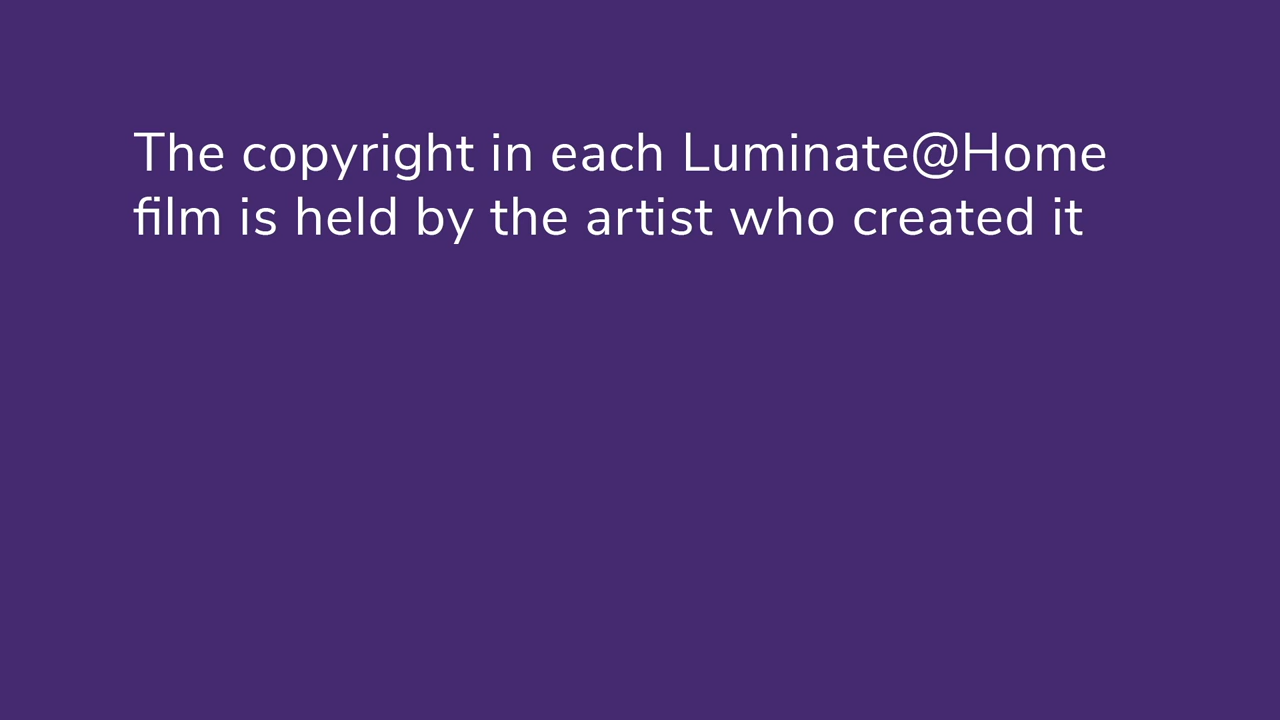 The copyright in each Luminate@Home
film is held by the artist who created it